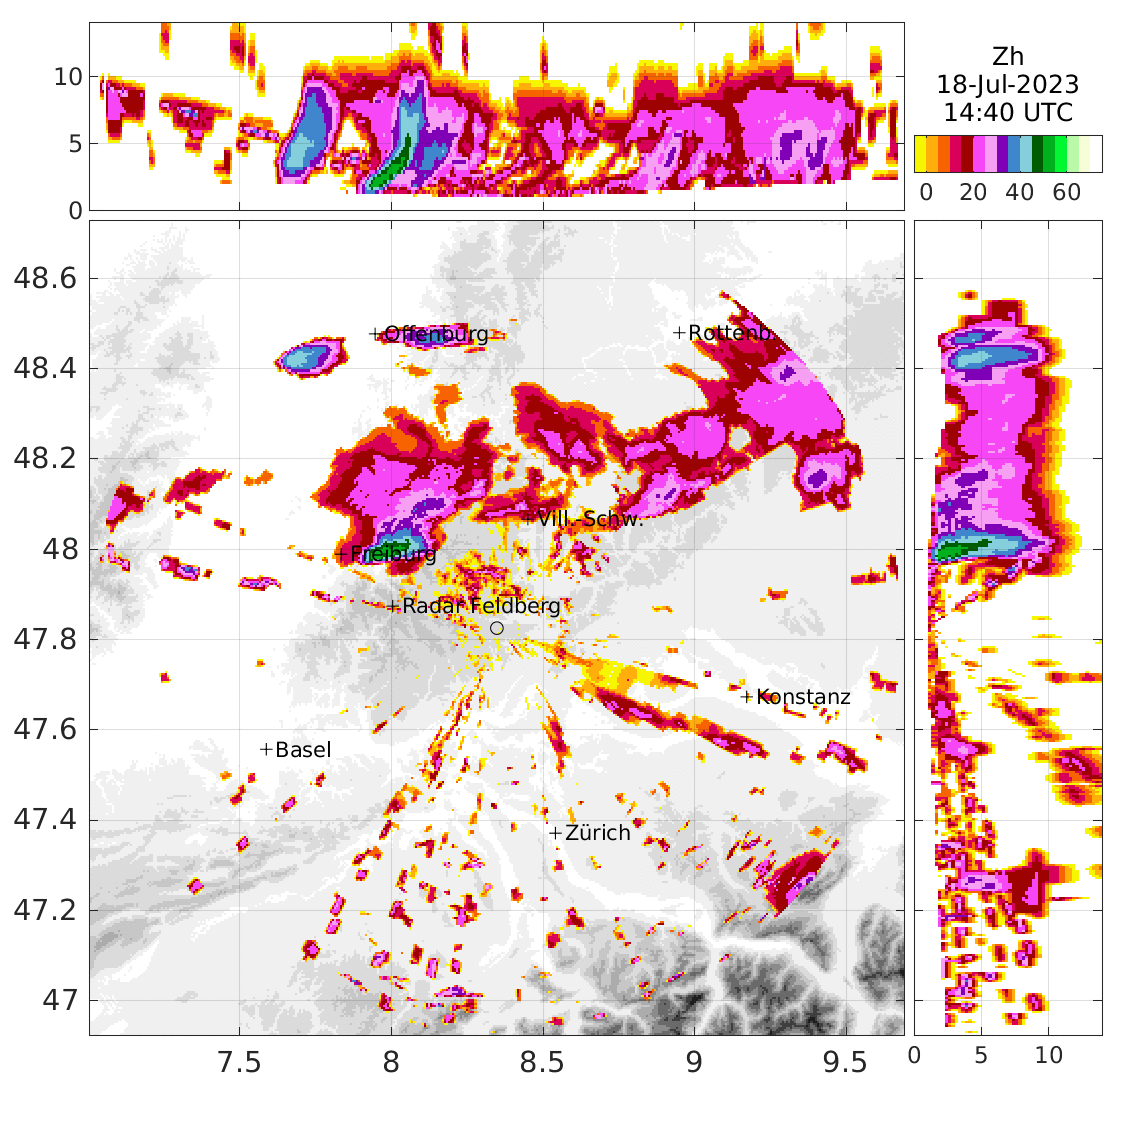 10
5
0
Zh
18-Jul-2023
14:40 UTC
0 20 40 60
48.6
48.4
48.2
48
47.8
47.6
47.4
47.2
47
+Offenburg
+Rottenb.
+Vill.-Schw.
+Freiburg
+Radar Feldberg
+Konstanz
+Basel
+Zürich
7.5 8 8.5 9 9.5
0 5 10